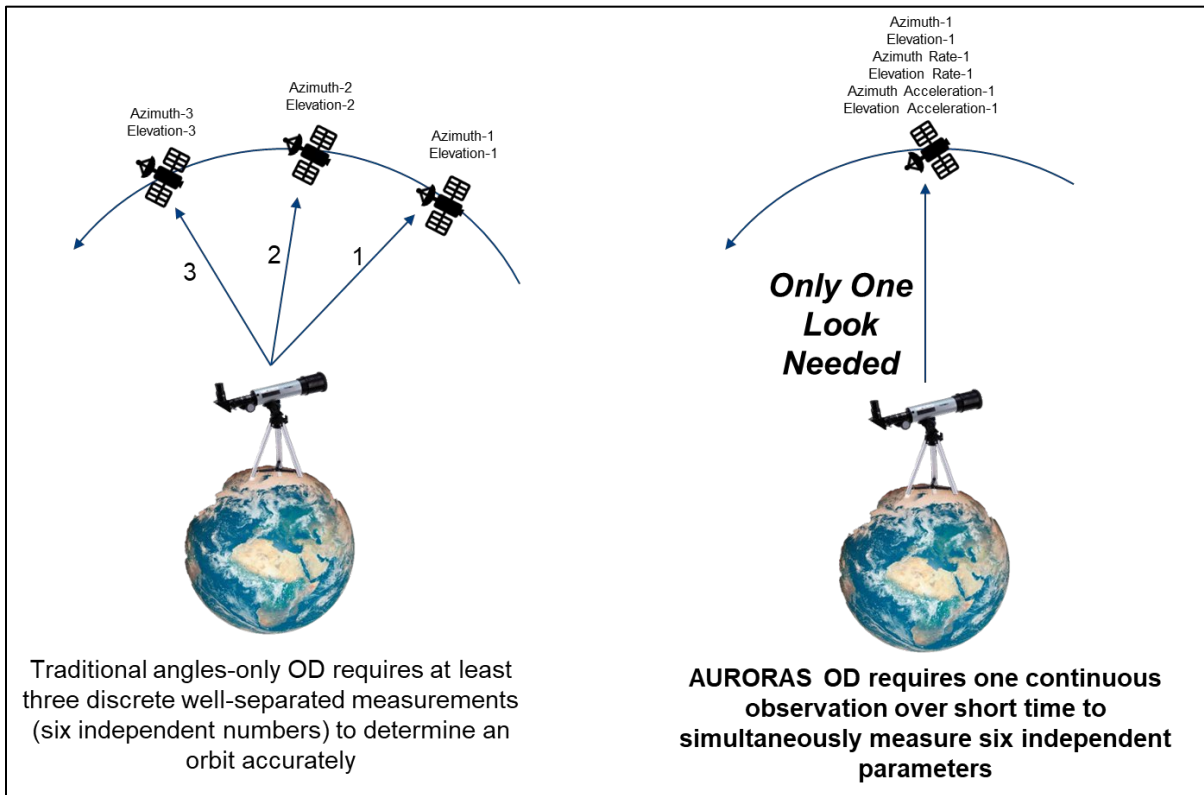 Azimuth-3
Elevation-3
Azimuth-2
Elevation-2
Azimuth-1
Elevation-1
3
2
1
Traditional angles-only OD requires at least
three discrete well-separated measurements
(six independent numbers) to determine an
orbit accurately
Azimuth-1
Elevation-1
Azimuth Rate-1
Elevation Rate-1
Azimuth Acceleration-1
Elevation Acceleration-1
Only One
Look
Needed
AURORAS OD requires one continuous
observation over short time to
simultaneously measure six independent
parameters